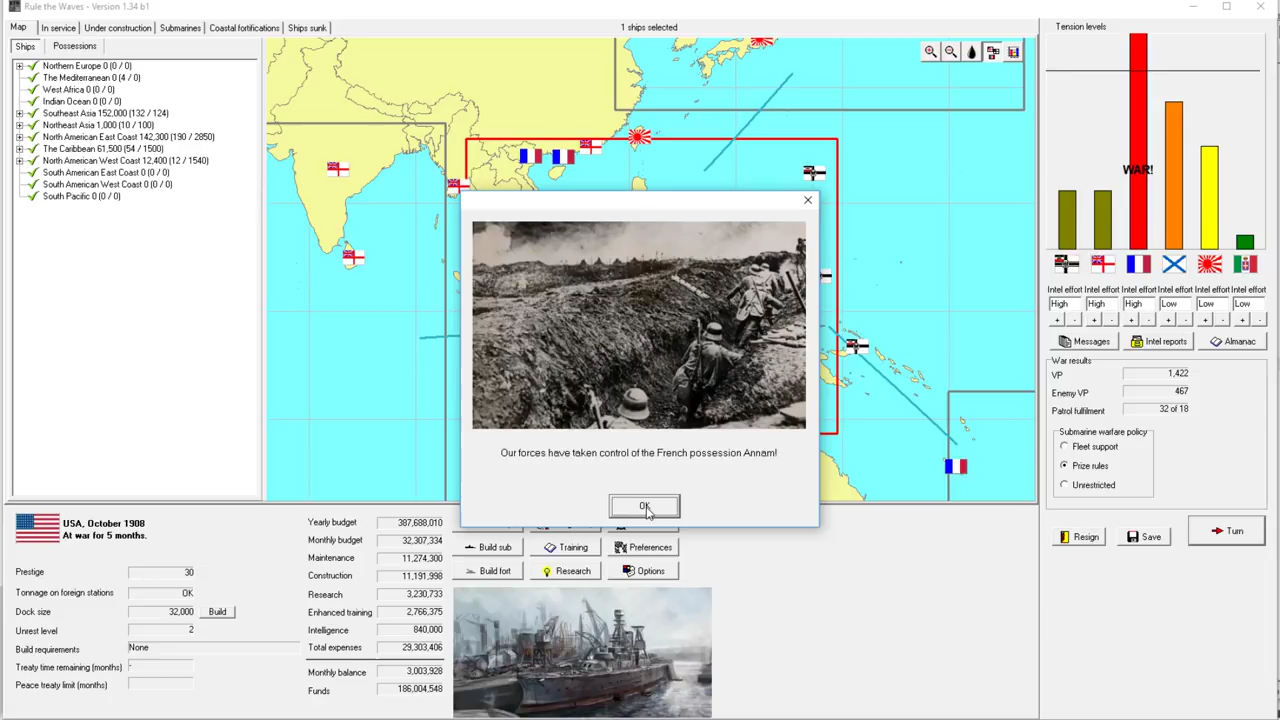 Rule the Waves - Version 1.34 b1
Map
In service
Under construction
Submarines
Coastal fortifications
Ships sunk
1 ships selected
Tension levels
Ships
Possessions
Northern Europe 0 (0 / 0)
The Mediterranean 0 (4 / 0)
West Africa 0 (0 / 0)
Indian Ocean 0 (0 / 0)
Southeast Asia 152,000 (132 / 124)
Northeast Asia 1,000 (10 / 100)
North American East Coast 142,300 (190 / 2850)
The Caribbean 61,500 (54 / 1500)
North American West Coast 12,400 (12 / 1540)
South American East Coast 0 (0 / 0)
South American West Coast 0 (0 / 0)
South Pacific 0 (0 / 0)
WAR!
Intel effort Intel effort Intel effort Intel effort Intel effort Intel effort
High High High Low Low Low
+ - + - + - + - + - + -
Messages
Intel reports
Almanac
War results
VP 1,422
Enemy VP 467
Patrol fulfilment 32 of 18
Submarine warfare policy
Fleet support
Prize rules
Unrestricted
Resign
Save
Turn
Our forces have taken control of the French possession Annam!
OK
USA, October 1908
At war for 5 months.
Prestige 30
Tonnage on foreign stations OK
Dock size 32,000 Build
Unrest level 2
Build requirements None
Treaty time remaining (months) -
Peace treaty limit (months)
Yearly budget 387,688,010
Monthly budget 32,307,334
Maintenance 11,274,300
Construction 11,191,998
Research 3,230,733
Enhanced training 2,766,375
Intelligence 840,000
Total expenses 29,303,406
Monthly balance 3,003,928
Funds 186,004,548
Build sub
Training
Preferences
Build fort
Research
Options